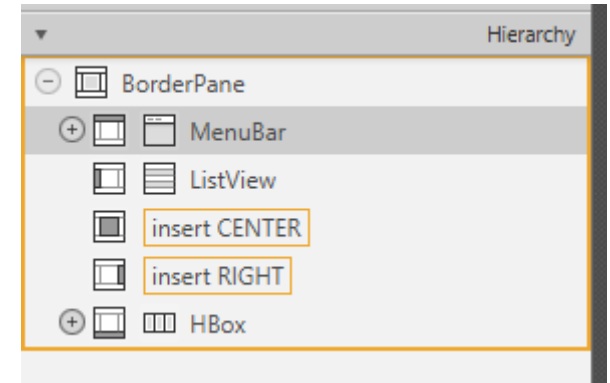 Hierarchy
BorderPane
MenuBar
ListView
insert CENTER
insert RIGHT
HBox